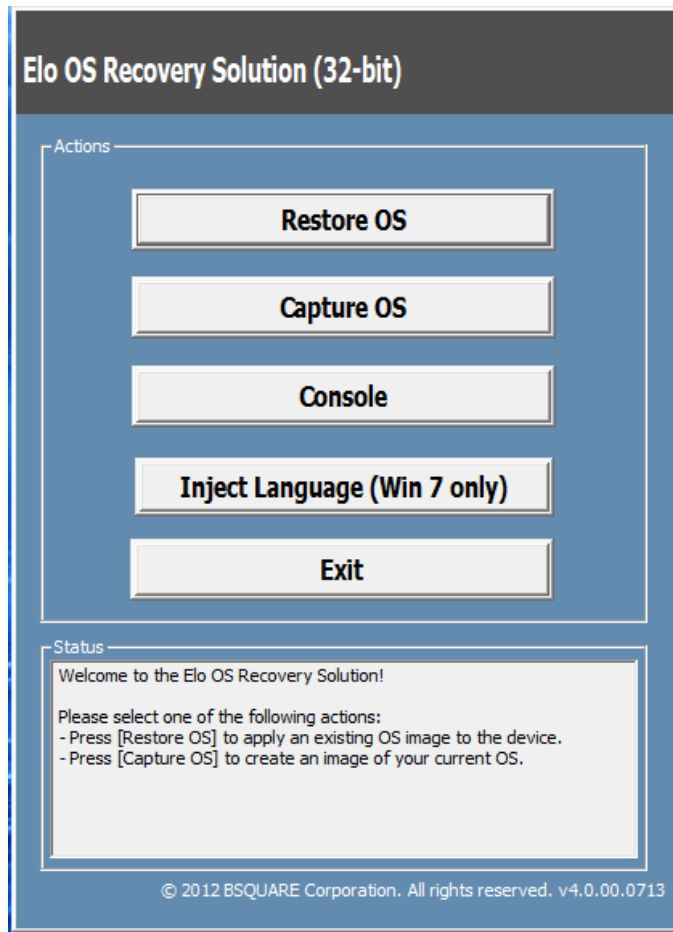 Elo OS Recovery Solution (32-bit)
Actions
Restore OS
Capture OS
Console
Inject Language (Win 7 only)
Exit
Status
Welcome to the Elo OS Recovery Solution!
Please select one of the following actions:
- Press [Restore OS] to apply an existing OS image to the device.
- Press [Capture OS] to create an image of your current OS.
© 2012 BSQUARE Corporation. All rights reserved. v4.0.00.0713